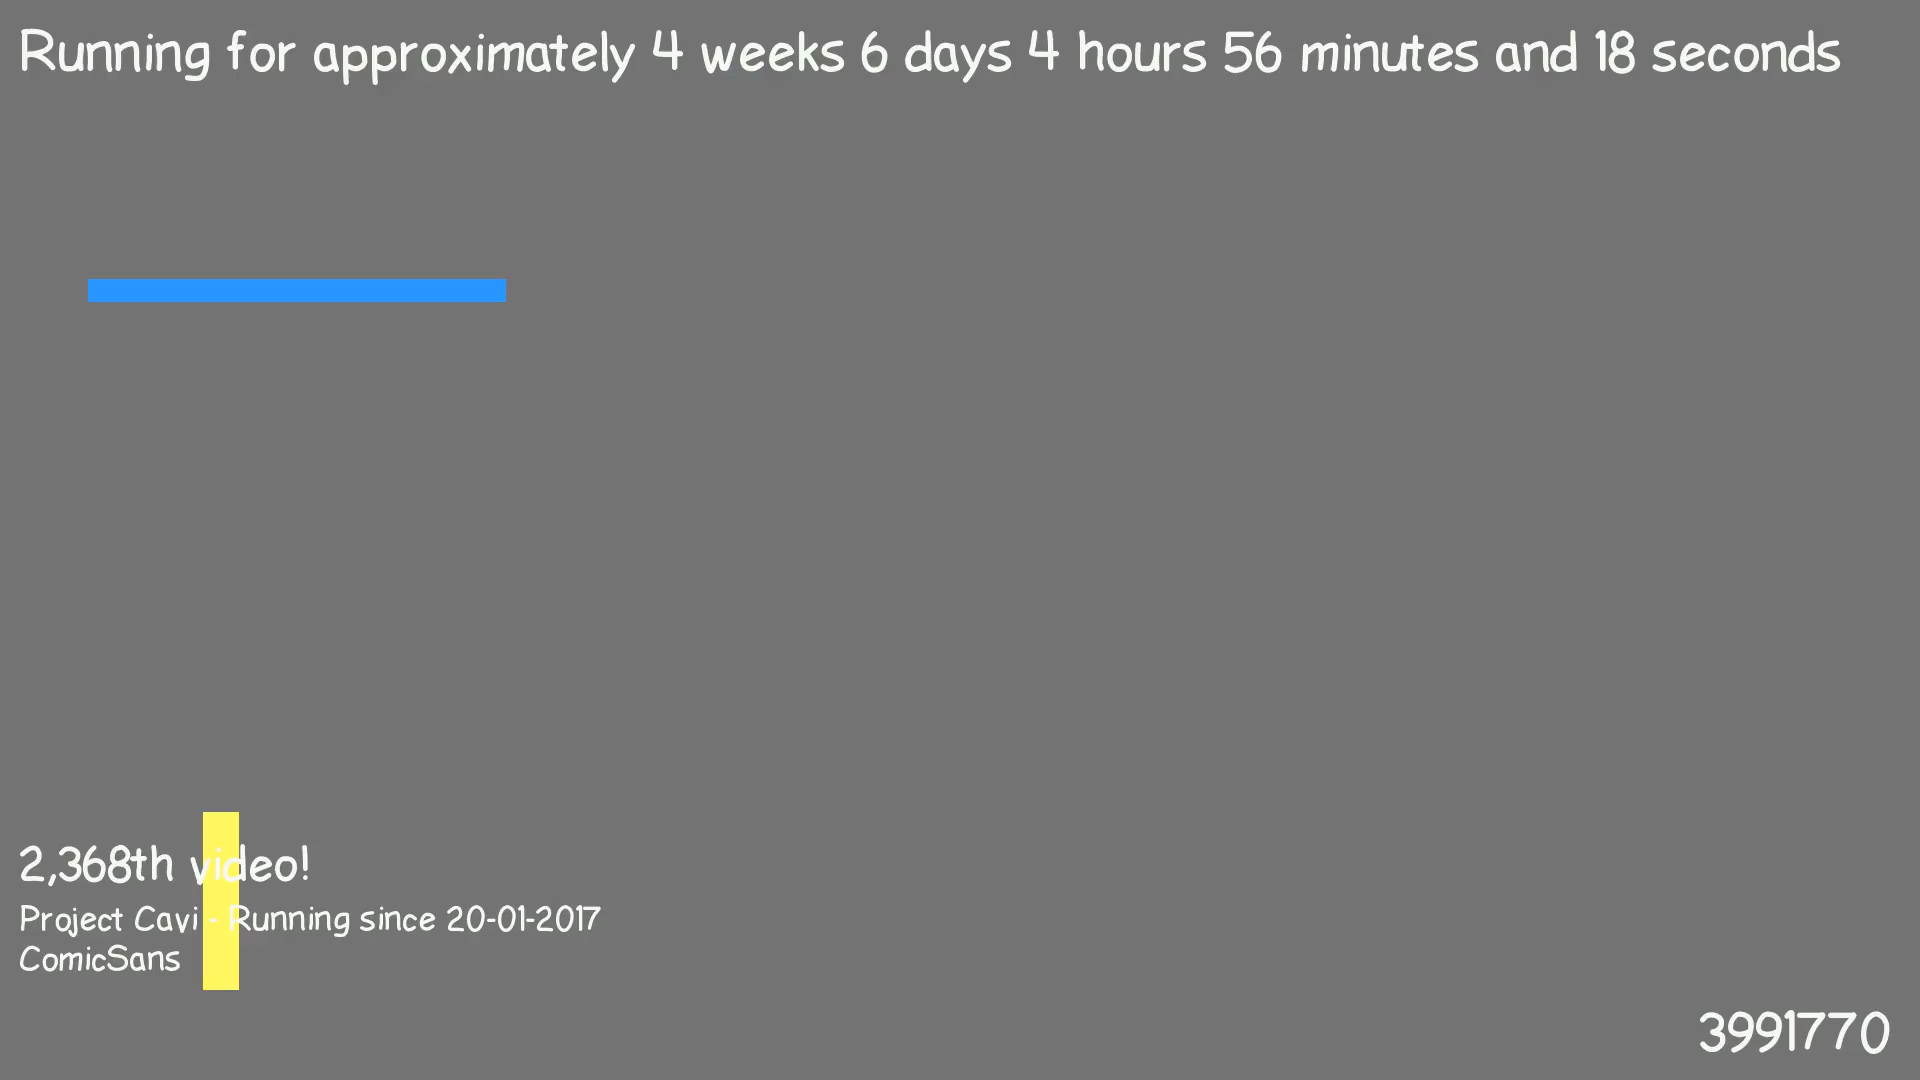 Running for approximately 4 weeks 6 days 4 hours 56 minutes and 18 seconds
2,368th video!
Project Cavi - Running since 20-01-2017
ComicSans
3991770